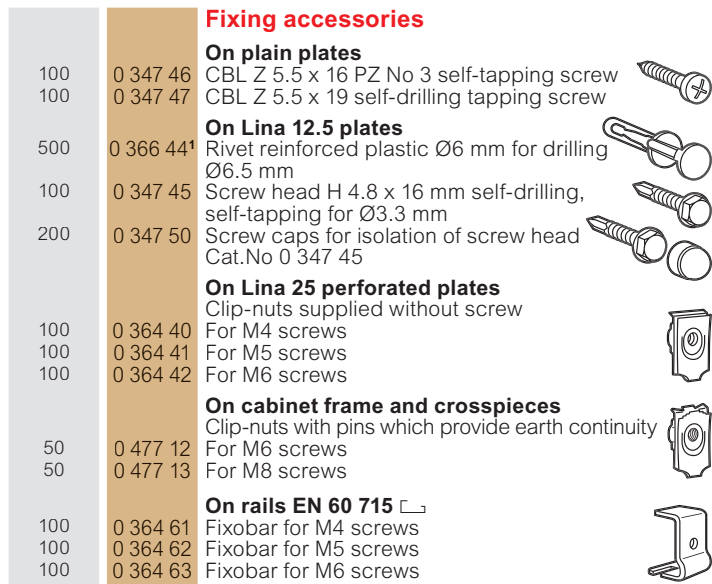 Fixing accessories
On plain plates
100 0 347 46 CBL Z 5.5 x 16 PZ No 3 self-tapping screw
100 0 347 47 CBL Z 5.5 x 19 self-drilling tapping screw
On Lina 12.5 plates
500 0 366 44¹ Rivet reinforced plastic Ø6 mm for drilling
Ø6.5 mm
100 0 347 45 Screw head H 4.8 x 16 mm self-drilling,
self-tapping for Ø3.3 mm
200 0 347 50 Screw caps for isolation of screw head
Cat.No 0 347 45
On Lina 25 perforated plates
Clip-nuts supplied without screw
100 0 364 40 For M4 screws
100 0 364 41 For M5 screws
100 0 364 42 For M6 screws
On cabinet frame and crosspieces
Clip-nuts with pins which provide earth continuity
50 0 477 12 For M6 screws
50 0 477 13 For M8 screws
On rails EN 60 715
100 0 364 61 Fixobar for M4 screws
100 0 364 62 Fixobar for M5 screws
100 0 364 63 Fixobar for M6 screws